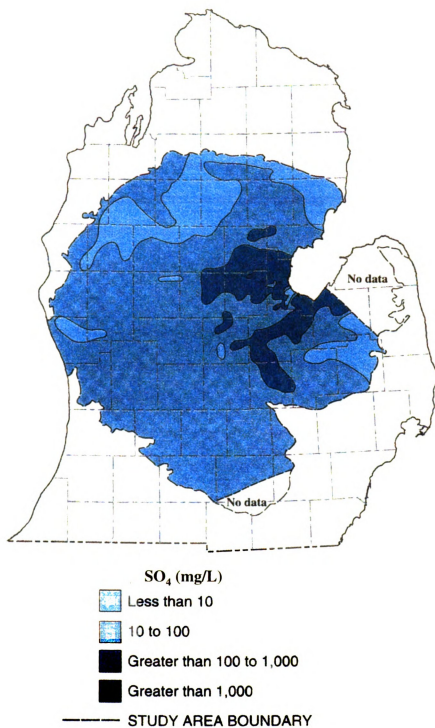 No data
No data
SO₄ (mg/L)
Less than 10
10 to 100
Greater than 100 to 1,000
Greater than 1,000
STUDY AREA BOUNDARY